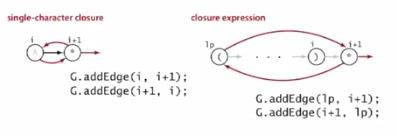 single-character closure
closure expression
i
i+1
A
*
G.addEdge(i, i+1);
G.addEdge(i+1, i);
lp
i
i+1
( . . . ) *
G.addEdge(lp, i+1);
G.addEdge(i+1, lp);